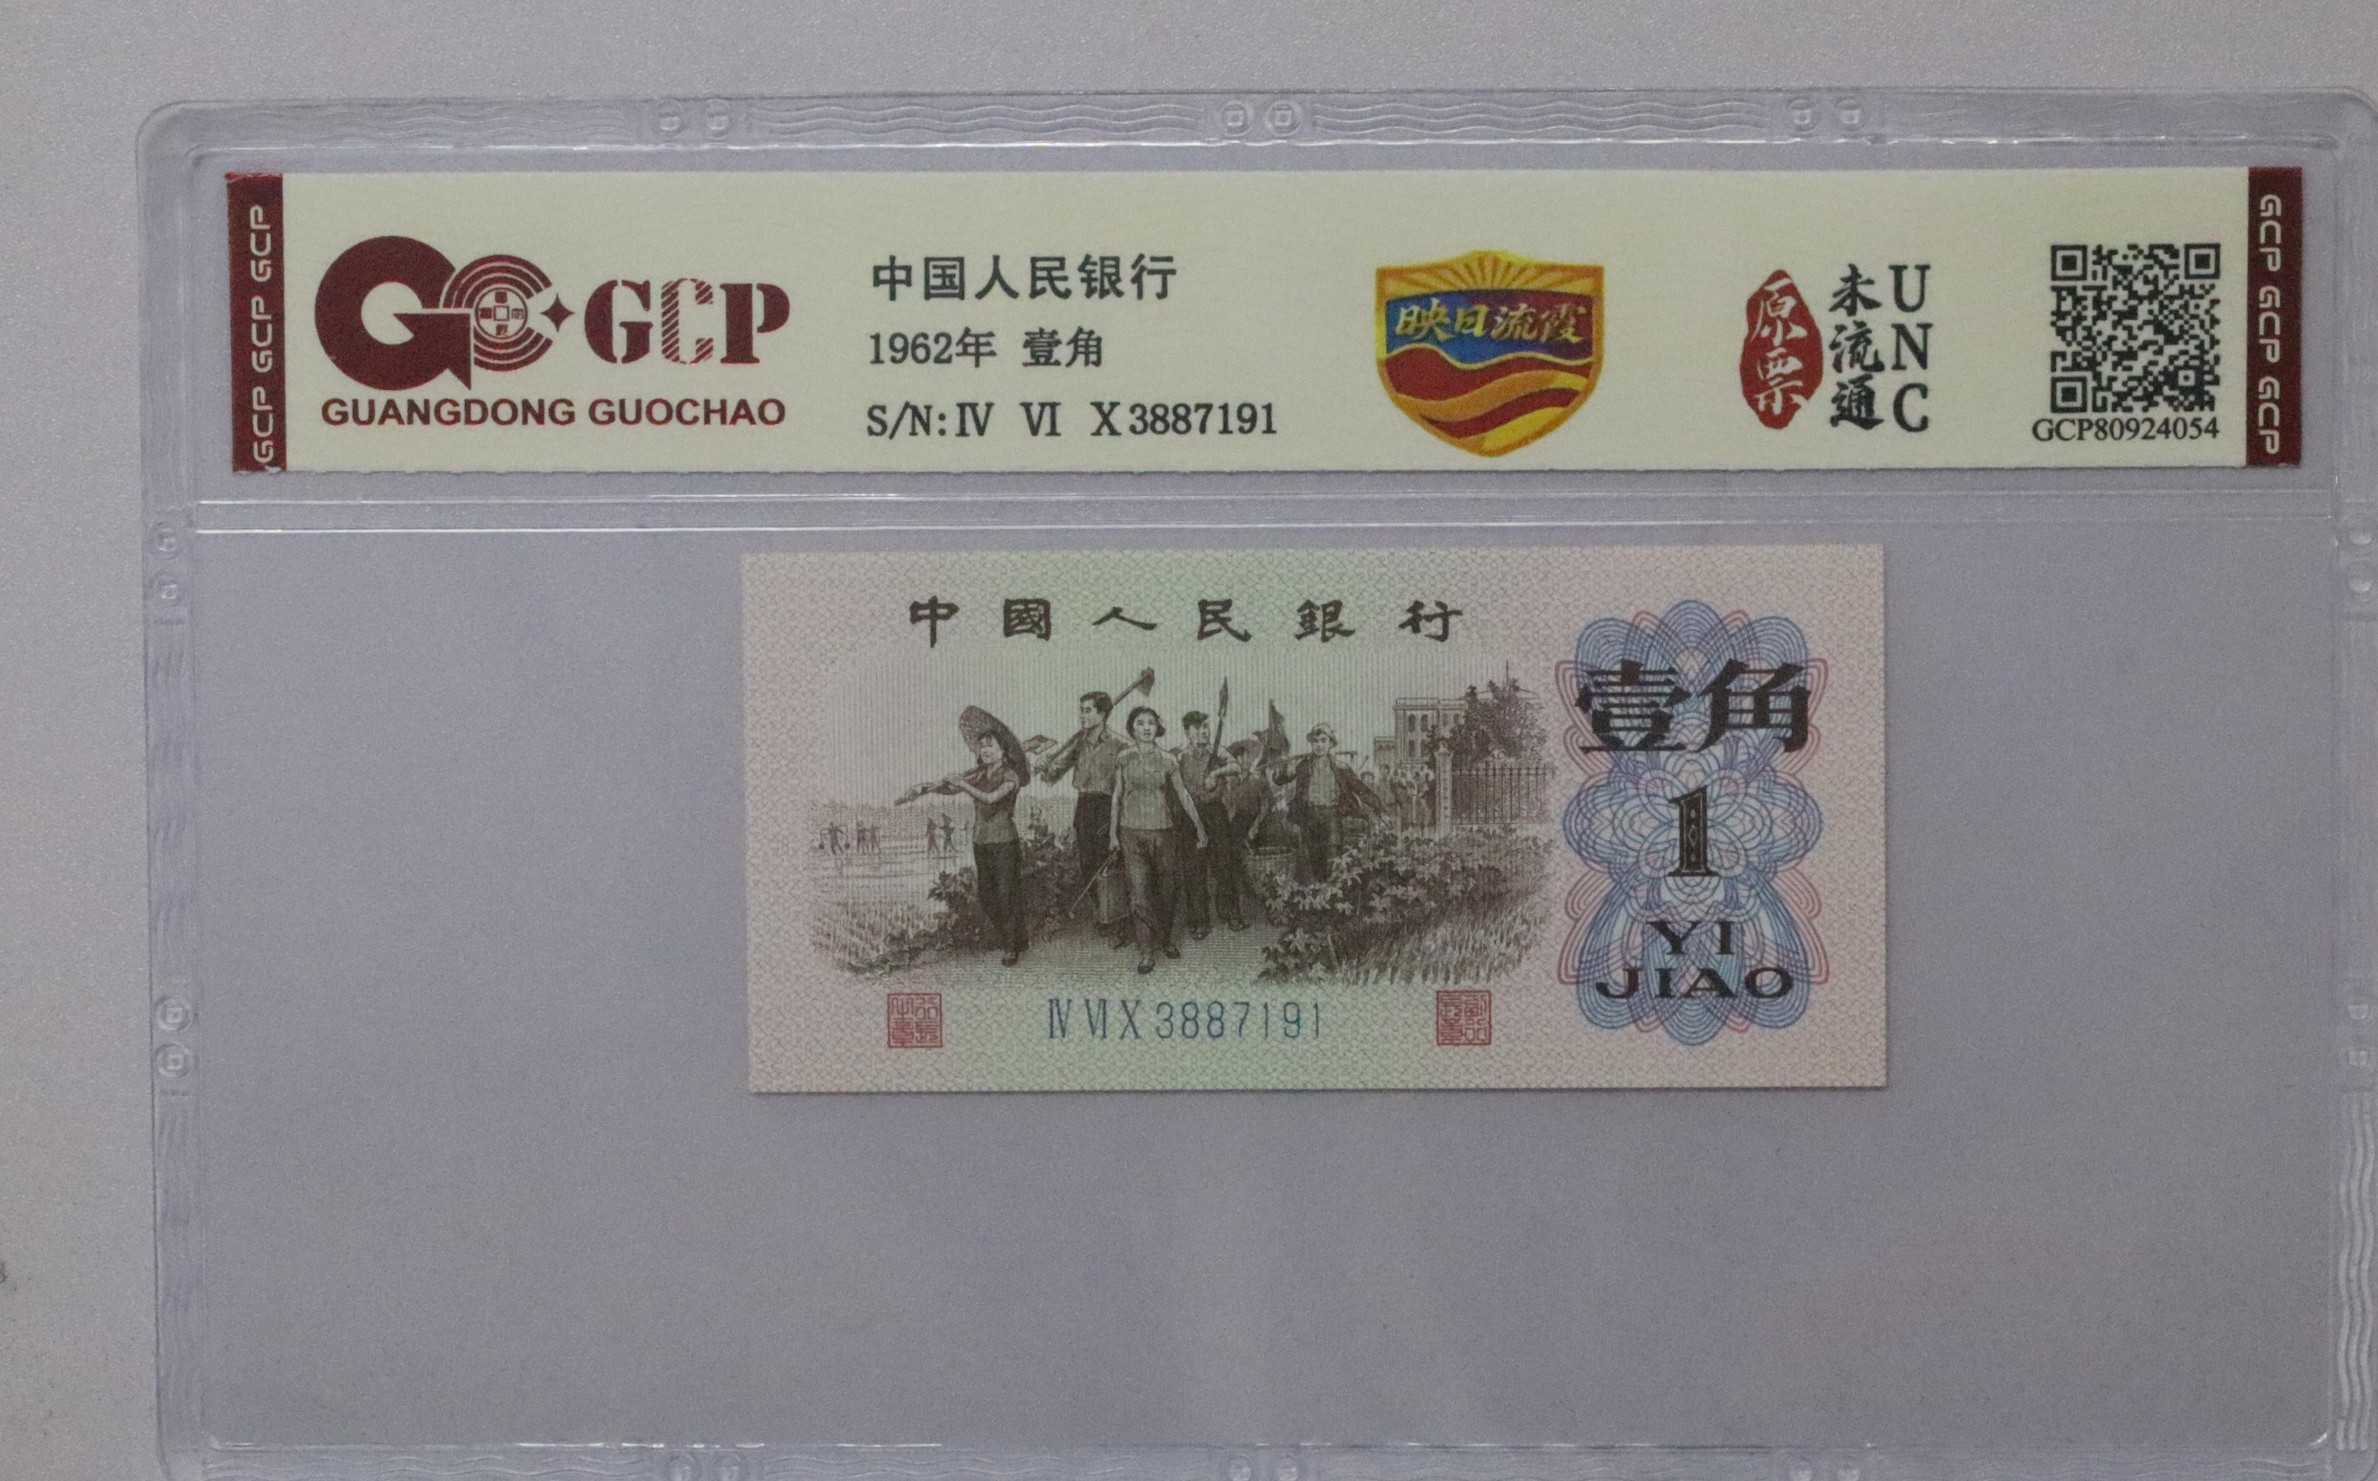 GCP GCP GCP
GCP
GUANGDONG GUOCHAO
中国人民银行
1962年 壹角
S/N: IV VI X 3887191
映日流霞
原票
未流通
UNC
GCP80924054
GCP GCP GCP
中國人民銀行
壹角
1
YI
JIAO
IV VI X 3887191